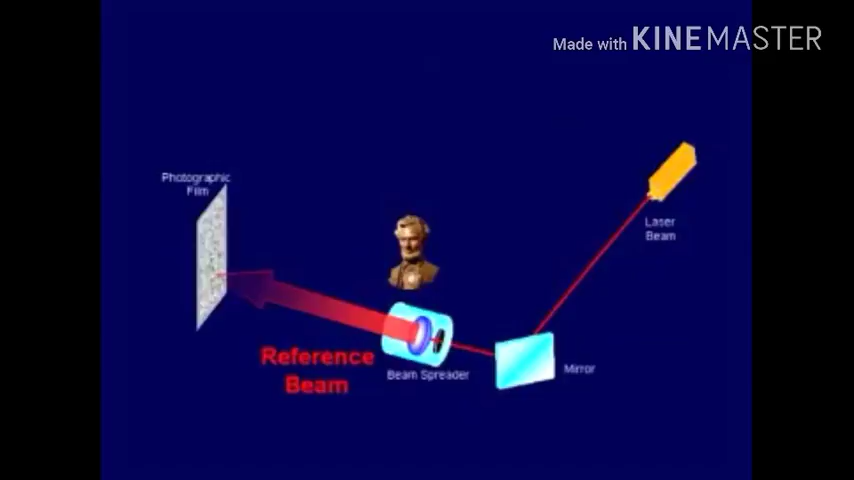 Made with KINEMASTER
Photographic
Film
Laser
Beam
Reference
Beam
Beam Spreader
Mirror